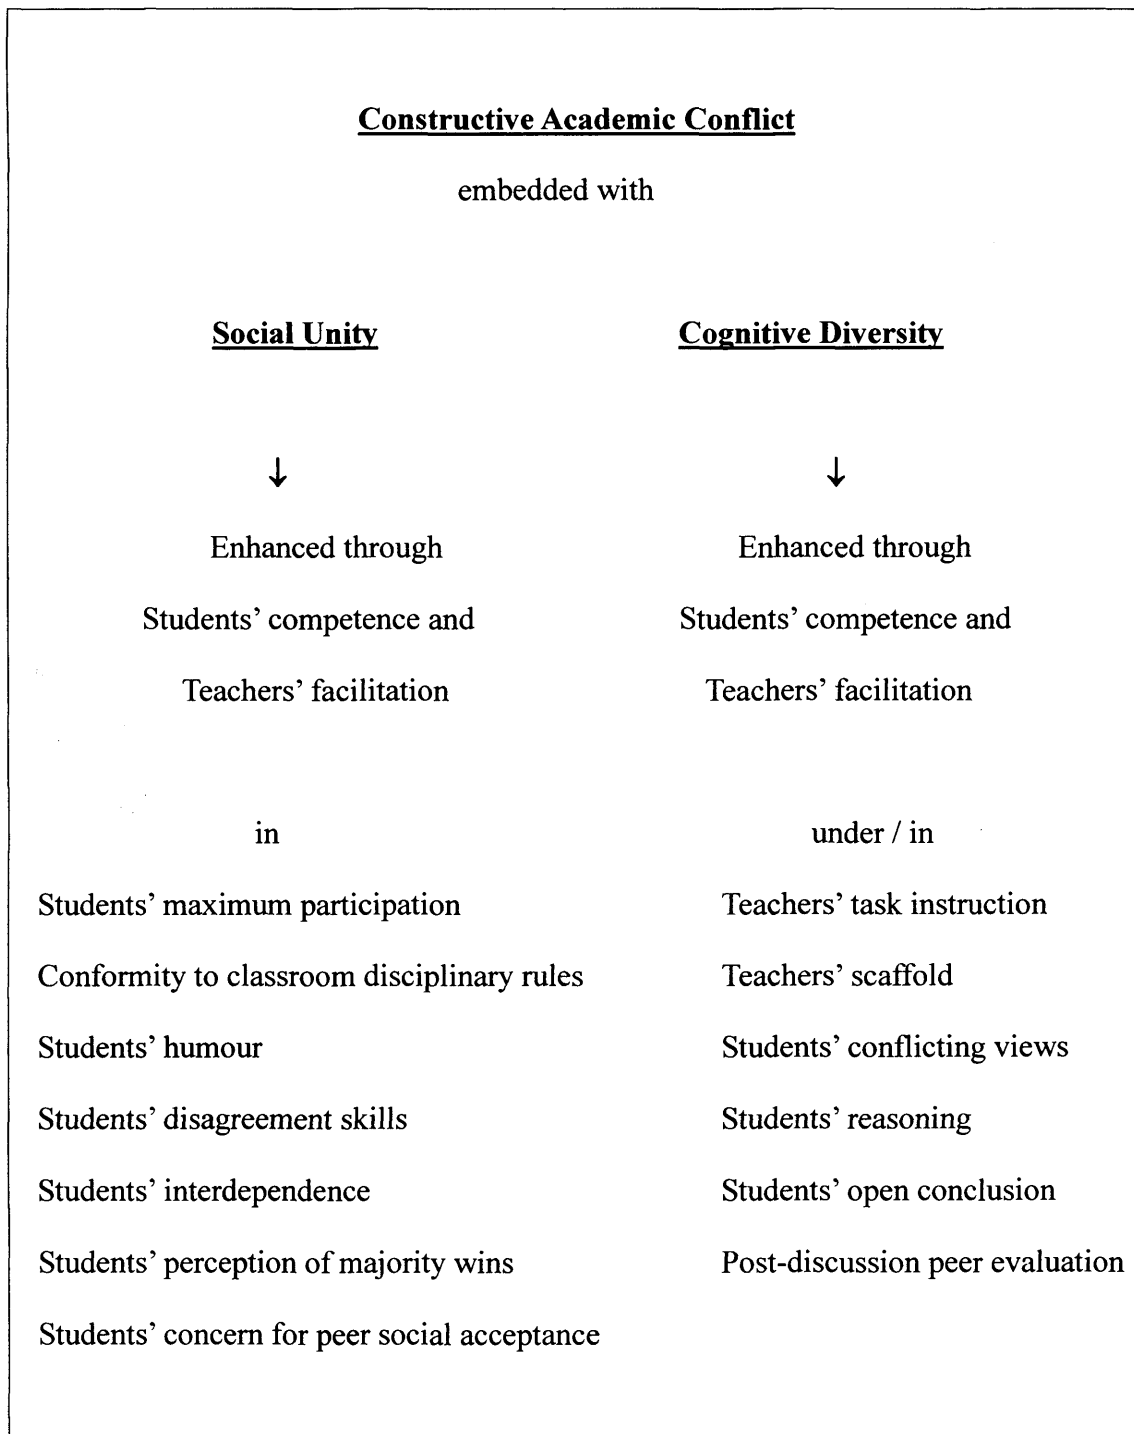 Constructive Academic Conflict
embedded with
Social Unity
Cognitive Diversity
↓
Enhanced through
Students' competence and
Teachers' facilitation
in
Students' maximum participation
Conformity to classroom disciplinary rules
Students' humour
Students' disagreement skills
Students' interdependence
Students' perception of majority wins
Students' concern for peer social acceptance
↓
Enhanced through
Students' competence and
Teachers' facilitation
under / in
Teachers' task instruction
Teachers' scaffold
Students' conflicting views
Students' reasoning
Students' open conclusion
Post-discussion peer evaluation